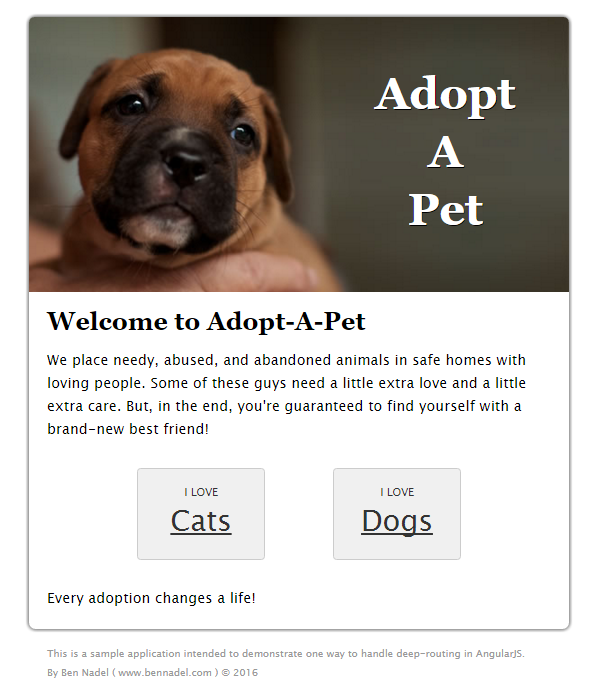 Adopt
A
Pet
Welcome to Adopt-A-Pet
We place needy, abused, and abandoned animals in safe homes with
loving people. Some of these guys need a little extra love and a little
extra care. But, in the end, you're guaranteed to find yourself with a
brand-new best friend!
I LOVE
Cats
I LOVE
Dogs
Every adoption changes a life!
This is a sample application intended to demonstrate one way to handle deep-routing in AngularJS.
By Ben Nadel ( www.bennadel.com ) © 2016